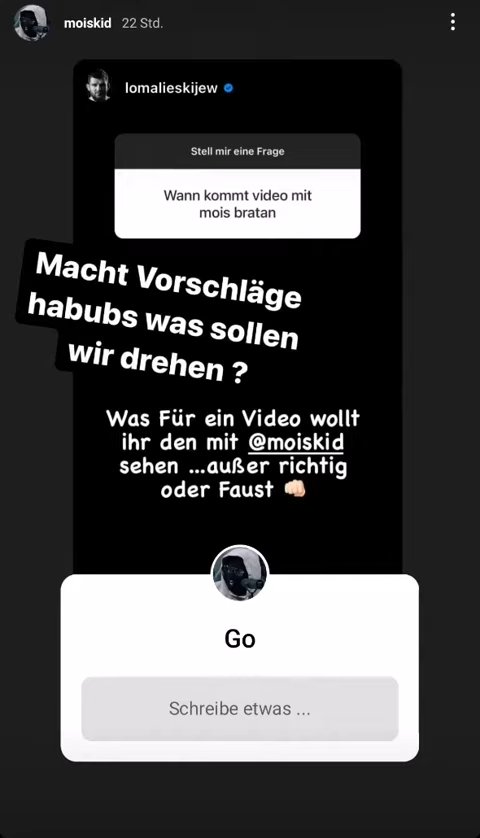 moiskid 22 Std.
lomalieskijew
Stell mir eine Frage
Wann kommt video mit
mois bratan
Macht Vorschläge
habubs was sollen
wir drehen ?
Was Für ein Video wollt
ihr den mit @moiskid
sehen ...außer richtig
oder Faust 👊🏻
Go
Schreibe etwas ...